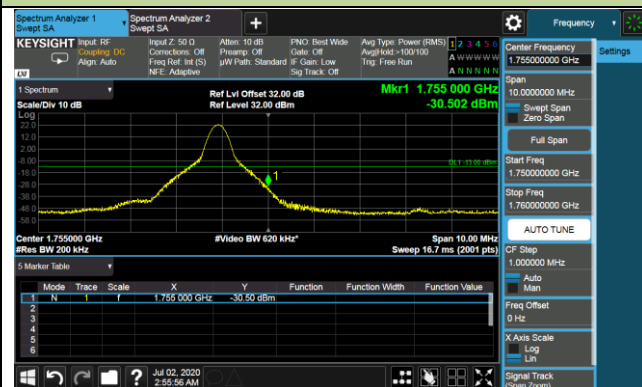 Spectrum Analyzer 1
Swept SA
Spectrum Analyzer 2
Swept SA
+
Frequency
KEYSIGHT
Input: RF
Coupling: DC
Align: Auto
Input Z: 50 Ω
Corrections: Off
Freq Ref: Int (S)
NFE: Adaptive
Atten: 10 dB
Preamp: Off
µW Path: Standard
PNO: Best Wide
Gate: Off
IF Gain: Low
Sig Track: Off
Avg Type: Power (RMS)
Avg|Hold:>100/100
Trig: Free Run
1 2 3 4 5 6
A W W W W W
A N N N N N
LXI
1 Spectrum
Scale/Div 10 dB
Ref Lvl Offset 32.00 dB
Ref Level 32.00 dBm
Mkr1 1.755 000 GHz
-30.502 dBm
Log
22.0
12.0
2.00
-8.00
-18.0
-28.0
-38.0
-48.0
-58.0
DL1 -13.00 dBm
1
Center 1.755000 GHz
#Res BW 200 kHz
#Video BW 620 kHz*
Span 10.00 MHz
Sweep 16.7 ms (2001 pts)
5 Marker Table
Mode Trace Scale X Y Function Function Width Function Value
1 N 1 f 1.755 000 GHz -30.50 dBm
2
3
4
5
6
Jul 02, 2020
2:55:56 AM
Center Frequency
1.755000000 GHz
Settings
Span
10.0000000 MHz
Swept Span
Zero Span
Full Span
Start Freq
1.750000000 GHz
Stop Freq
1.760000000 GHz
AUTO TUNE
CF Step
1.000000 MHz
Auto
Man
Freq Offset
0 Hz
X Axis Scale
Log
Lin
Signal Track
(Span Zoom)